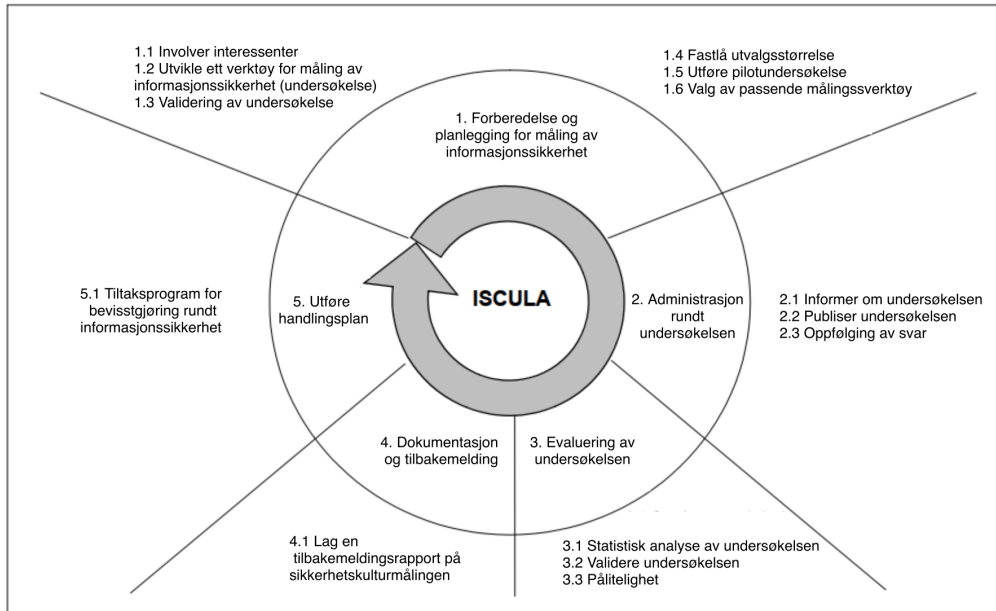 1.1 Involver interessenter
1.2 Utvikle ett verktøy for måling av
informasjonssikkerhet (undersøkelse)
1.3 Validering av undersøkelse
1.4 Fastlå utvalgsstørrelse
1.5 Utføre pilotundersøkelse
1.6 Valg av passende målingssverktøy
1. Forberedelse og
planlegging for måling av
informasjonssikkerhet
ISCULA
2. Administrasjon
rundt
undersøkelsen
2.1 Informer om undersøkelsen
2.2 Publiser undersøkelsen
2.3 Oppfølging av svar
3. Evaluering av
undersøkelsen
3.1 Statistisk analyse av undersøkelsen
3.2 Validere undersøkelsen
3.3 Pålitelighet
4. Dokumentasjon
og tilbakemelding
4.1 Lag en
tilbakemeldingsrapport på
sikkerhetskulturmålingen
5. Utføre
handlingsplan
5.1 Tiltaksprogram for
bevisstgjøring rundt
informasjonssikkerhet